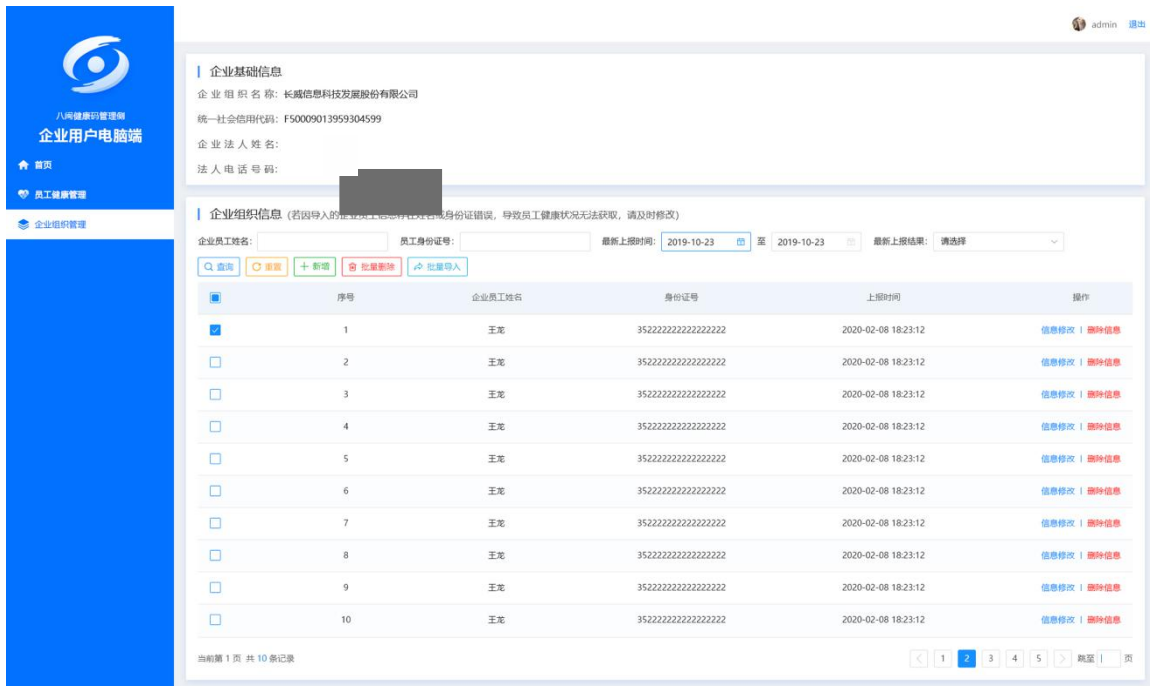 admin 退出
八闽健康码管理侧
企业用户电脑端
首页
员工健康管理
企业组织管理
企业基础信息
企业组织名称: 长威信息科技发展股份有限公司
统一社会信用代码: F50009013959304599
企业法人姓名:
法人电话号码:
企业组织信息 (若因导入的企业员工信息存在姓名或身份证错误，导致员工健康状况无法获取，请及时修改)
企业员工姓名: 员工身份证号: 最新上报时间: 2019-10-23 至 2019-10-23 最新上报结果: 请选择
查询 重置 新增 批量删除 批量导入
序号 企业员工姓名 身份证号 上报时间 操作
1 王龙 352222222222222222 2020-02-08 18:23:12 信息修改 | 删除信息
2 王龙 352222222222222222 2020-02-08 18:23:12 信息修改 | 删除信息
3 王龙 352222222222222222 2020-02-08 18:23:12 信息修改 | 删除信息
4 王龙 352222222222222222 2020-02-08 18:23:12 信息修改 | 删除信息
5 王龙 352222222222222222 2020-02-08 18:23:12 信息修改 | 删除信息
6 王龙 352222222222222222 2020-02-08 18:23:12 信息修改 | 删除信息
7 王龙 352222222222222222 2020-02-08 18:23:12 信息修改 | 删除信息
8 王龙 352222222222222222 2020-02-08 18:23:12 信息修改 | 删除信息
9 王龙 352222222222222222 2020-02-08 18:23:12 信息修改 | 删除信息
10 王龙 352222222222222222 2020-02-08 18:23:12 信息修改 | 删除信息
当前第 1 页 共 10 条记录 < 1 2 3 4 5 > 跳至 页